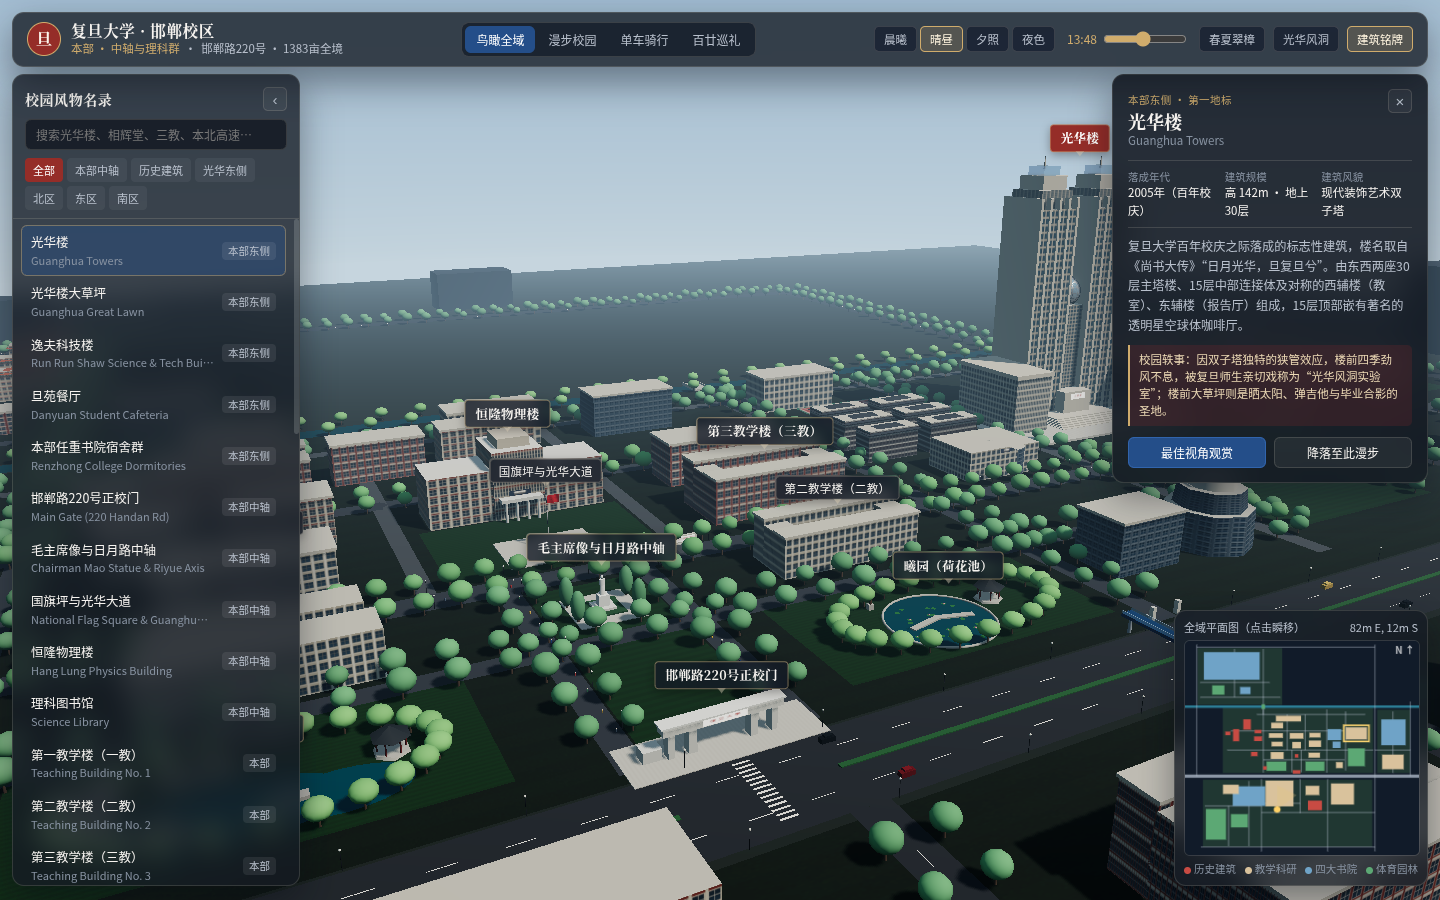 旦
复旦大学 · 邯郸校区
本部 · 中轴与理科群 • 邯郸路220号 • 1383亩全境
鸟瞰全域
漫步校园
单车骑行
百廿巡礼
晨曦
晴昼
夕照
夜色
13:48
春夏翠樟
光华风洞
建筑铭牌
校园风物名录
‹
搜索光华楼、相辉堂、三教、本北高速…
全部
本部中轴
历史建筑
光华东侧
北区
东区
南区
光华楼
Guanghua Towers
本部东侧
光华楼大草坪
Guanghua Great Lawn
本部东侧
逸夫科技楼
Run Run Shaw Science & Tech Bui…
本部东侧
旦苑餐厅
Danyuan Student Cafeteria
本部东侧
本部任重书院宿舍群
Renzhong College Dormitories
本部东侧
邯郸路220号正校门
Main Gate (220 Handan Rd)
本部中轴
毛主席像与日月路中轴
Chairman Mao Statue & Riyue Axis
本部中轴
国旗坪与光华大道
National Flag Square & Guanghu…
本部中轴
恒隆物理楼
Hang Lung Physics Building
本部中轴
理科图书馆
Science Library
本部中轴
第一教学楼（一教）
Teaching Building No. 1
本部
第二教学楼（二教）
Teaching Building No. 2
本部
第三教学楼（三教）
Teaching Building No. 3
本部
光华楼
恒隆物理楼
第三教学楼（三教）
国旗坪与光华大道
第二教学楼（二教）
毛主席像与日月路中轴
曦园（荷花池）
邯郸路220号正校门
本部东侧 • 第一地标
×
光华楼
Guanghua Towers
落成年代
2005年（百年校
庆）
建筑规模
高 142m • 地上
30层
建筑风貌
现代装饰艺术双
子塔
复旦大学百年校庆之际落成的标志性建筑，楼名取自
《尚书大传》“日月光华，旦复旦兮”。由东西两座30
层主塔楼、15层中部连接体及对称的西辅楼（教
室）、东辅楼（报告厅）组成，15层顶部嵌有著名的
透明星空球体咖啡厅。
校园轶事：因双子塔独特的狭管效应，楼前四季劲
风不息，被复旦师生亲切戏称为“光华风洞实验
室”；楼前大草坪则是晒太阳、弹吉他与毕业合影的
圣地。
最佳视角观赏
降落至此漫步
全域平面图（点击瞬移）
82m E, 12m S
N ↑
历史建筑
教学科研
四大书院
体育园林